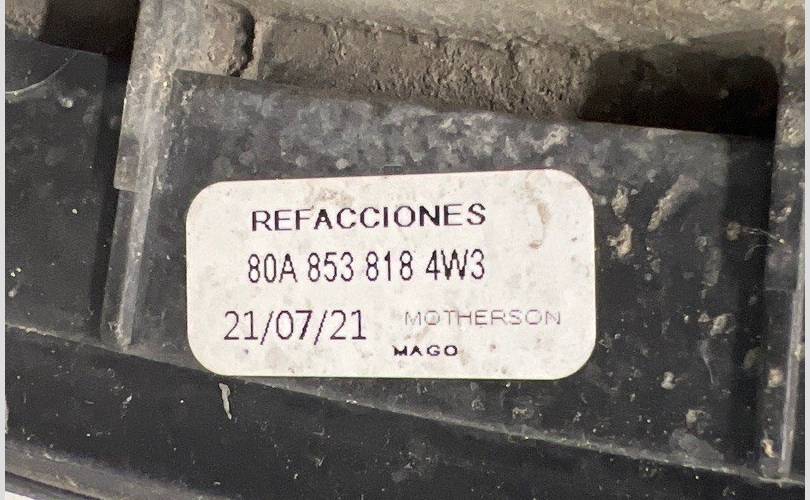 REFACCIONES
80A 853 818 4W3
21/07/21 MOTHERSON
MAGO